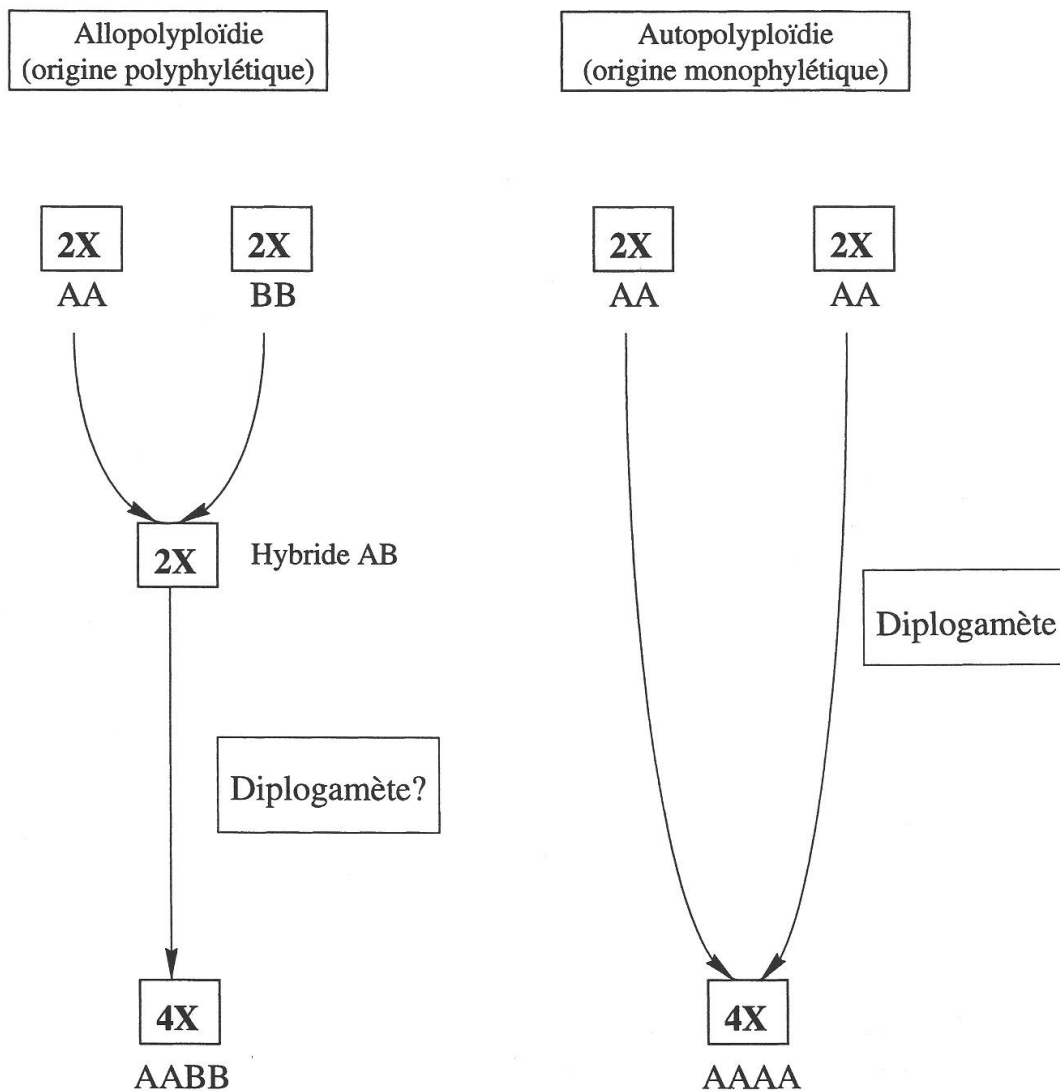 Allopolyploïdie
(origine polyphylétique)
Autopolyploïdie
(origine monophylétique)
2X
2X
AA
BB
2X
2X
AA
AA
2X
Hybride AB
Diplogamète
Diplogamète?
4X
AABB
4X
AAAA